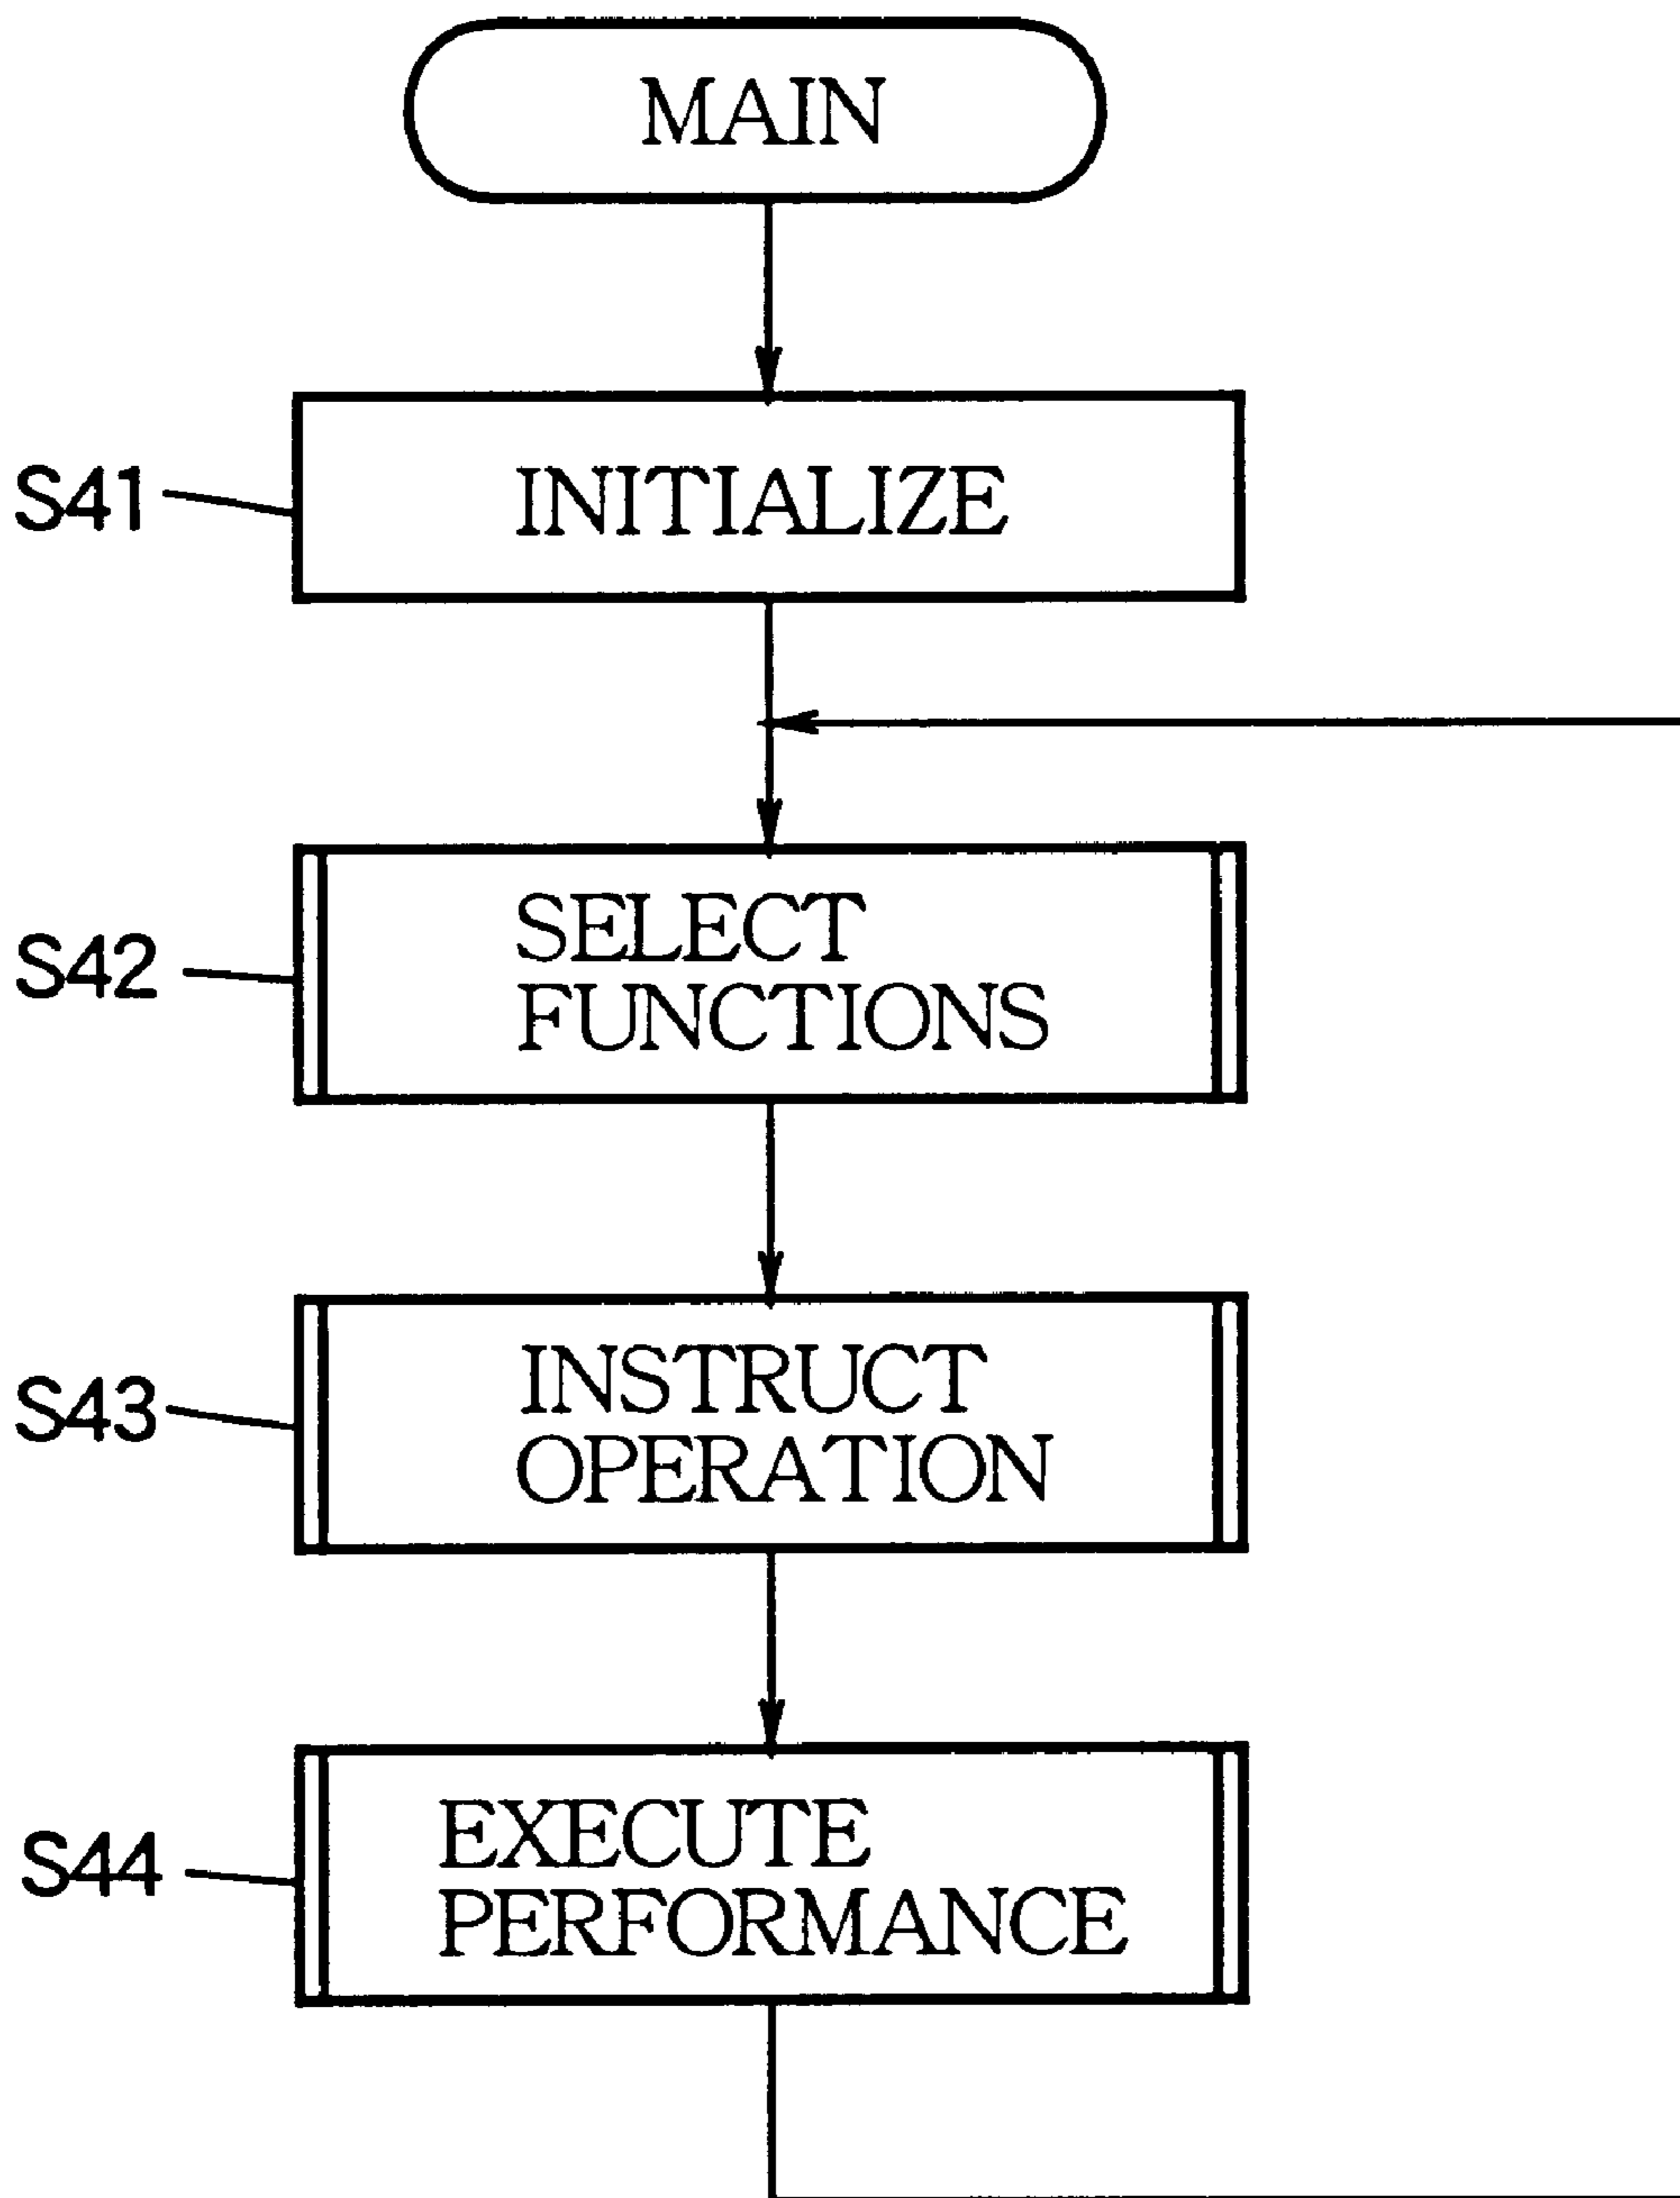 MAIN
S41
INITIALIZE
S42
SELECT
FUNCTIONS
S43
INSTRUCT
OPERATION
S44
EXECUTE
PERFORMANCE